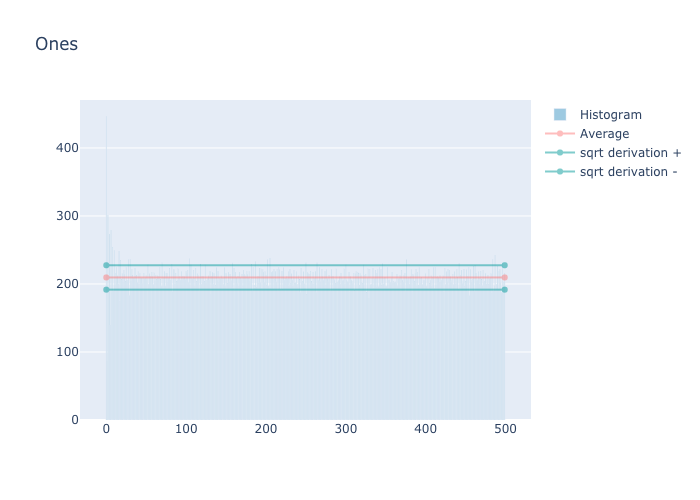 Ones
Histogram
Average
sqrt derivation +
sqrt derivation -
400
300
200
100
0
0 100 200 300 400 500